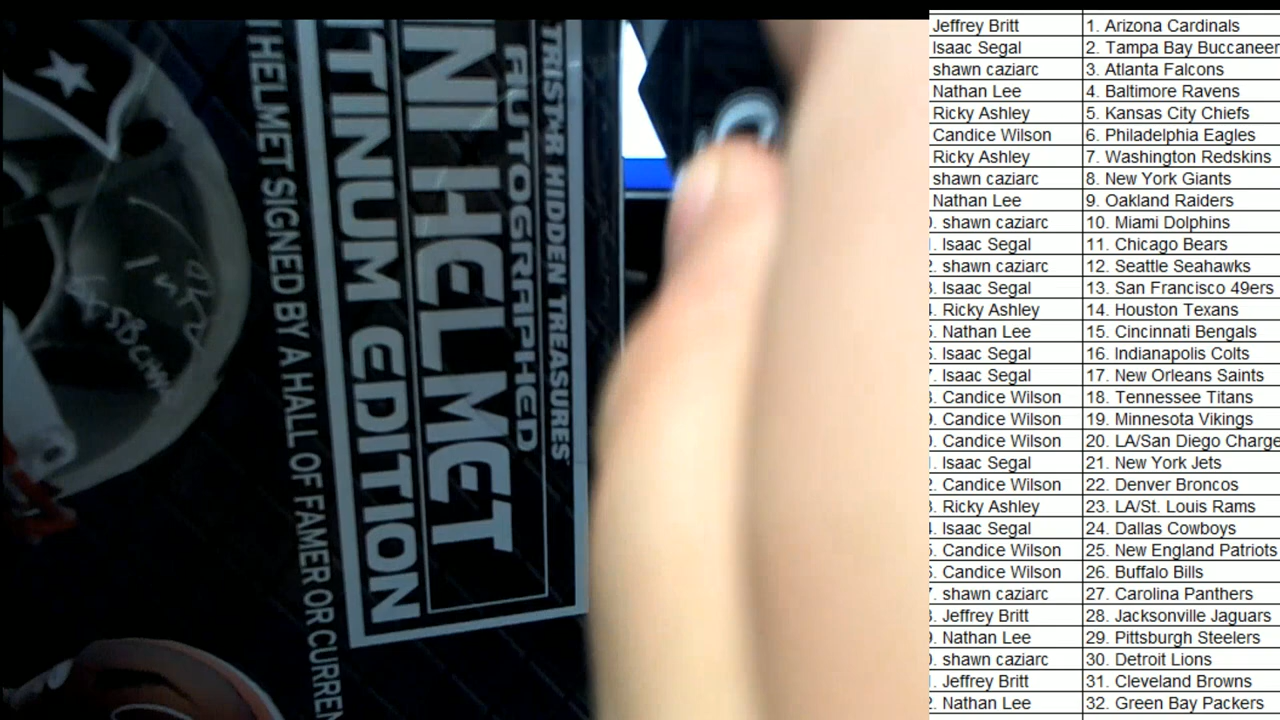 TRISTAR HIDDEN TREASURES
AUTOGRAPHED
NI HELMET
TINUM EDITION
HELMET SIGNED BY A HALL OF FAMER OR CURREN
Jeffrey Britt 1. Arizona Cardinals
Isaac Segal 2. Tampa Bay Buccaneer
shawn caziarc 3. Atlanta Falcons
Nathan Lee 4. Baltimore Ravens
Ricky Ashley 5. Kansas City Chiefs
Candice Wilson 6. Philadelphia Eagles
Ricky Ashley 7. Washington Redskins
shawn caziarc 8. New York Giants
Nathan Lee 9. Oakland Raiders
. shawn caziarc 10. Miami Dolphins
. Isaac Segal 11. Chicago Bears
. shawn caziarc 12. Seattle Seahawks
. Isaac Segal 13. San Francisco 49ers
. Ricky Ashley 14. Houston Texans
. Nathan Lee 15. Cincinnati Bengals
. Isaac Segal 16. Indianapolis Colts
. Isaac Segal 17. New Orleans Saints
. Candice Wilson 18. Tennessee Titans
. Candice Wilson 19. Minnesota Vikings
. Candice Wilson 20. LA/San Diego Charge
. Isaac Segal 21. New York Jets
. Candice Wilson 22. Denver Broncos
. Ricky Ashley 23. LA/St. Louis Rams
. Isaac Segal 24. Dallas Cowboys
. Candice Wilson 25. New England Patriots
. Candice Wilson 26. Buffalo Bills
. shawn caziarc 27. Carolina Panthers
. Jeffrey Britt 28. Jacksonville Jaguars
. Nathan Lee 29. Pittsburgh Steelers
. shawn caziarc 30. Detroit Lions
. Jeffrey Britt 31. Cleveland Browns
. Nathan Lee 32. Green Bay Packers